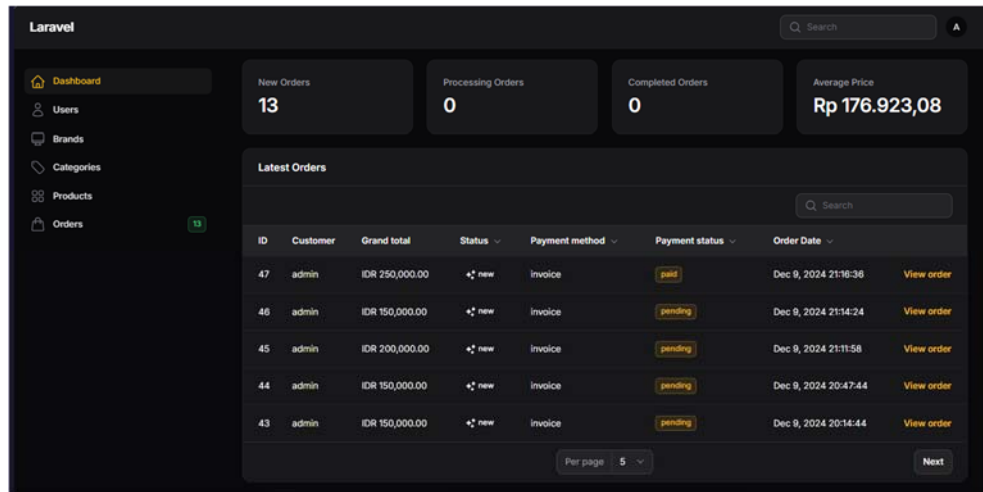 Laravel
Search
A
Dashboard
Users
Brands
Categories
Products
Orders 13
New Orders
13
Processing Orders
0
Completed Orders
0
Average Price
Rp 176.923,08
Latest Orders
Search
ID Customer Grand total Status Payment method Payment status Order Date
47 admin IDR 250,000.00 new invoice paid Dec 9, 2024 21:16:36 View order
46 admin IDR 150,000.00 new invoice pending Dec 9, 2024 21:14:24 View order
45 admin IDR 200,000.00 new invoice pending Dec 9, 2024 21:11:58 View order
44 admin IDR 150,000.00 new invoice pending Dec 9, 2024 20:47:44 View order
43 admin IDR 150,000.00 new invoice pending Dec 9, 2024 20:14:44 View order
Per page 5
Next